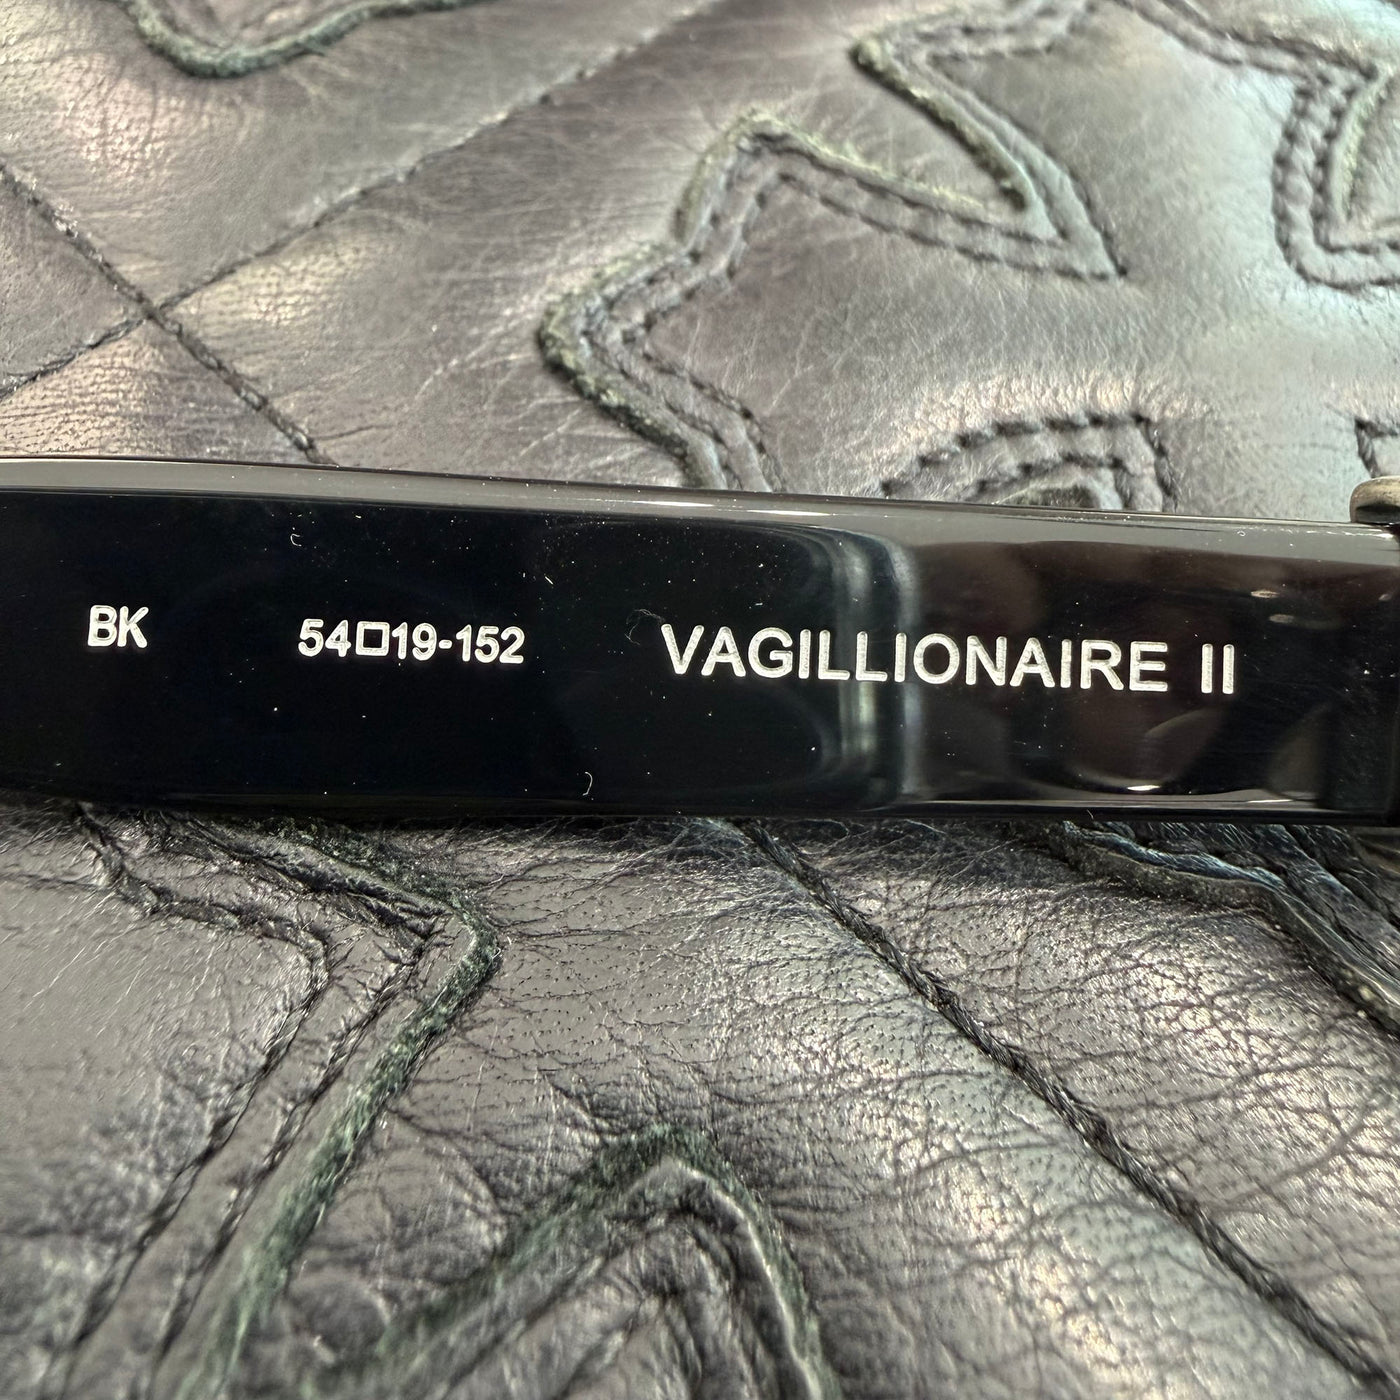 BK 54□19-152 VAGILLIONAIRE II